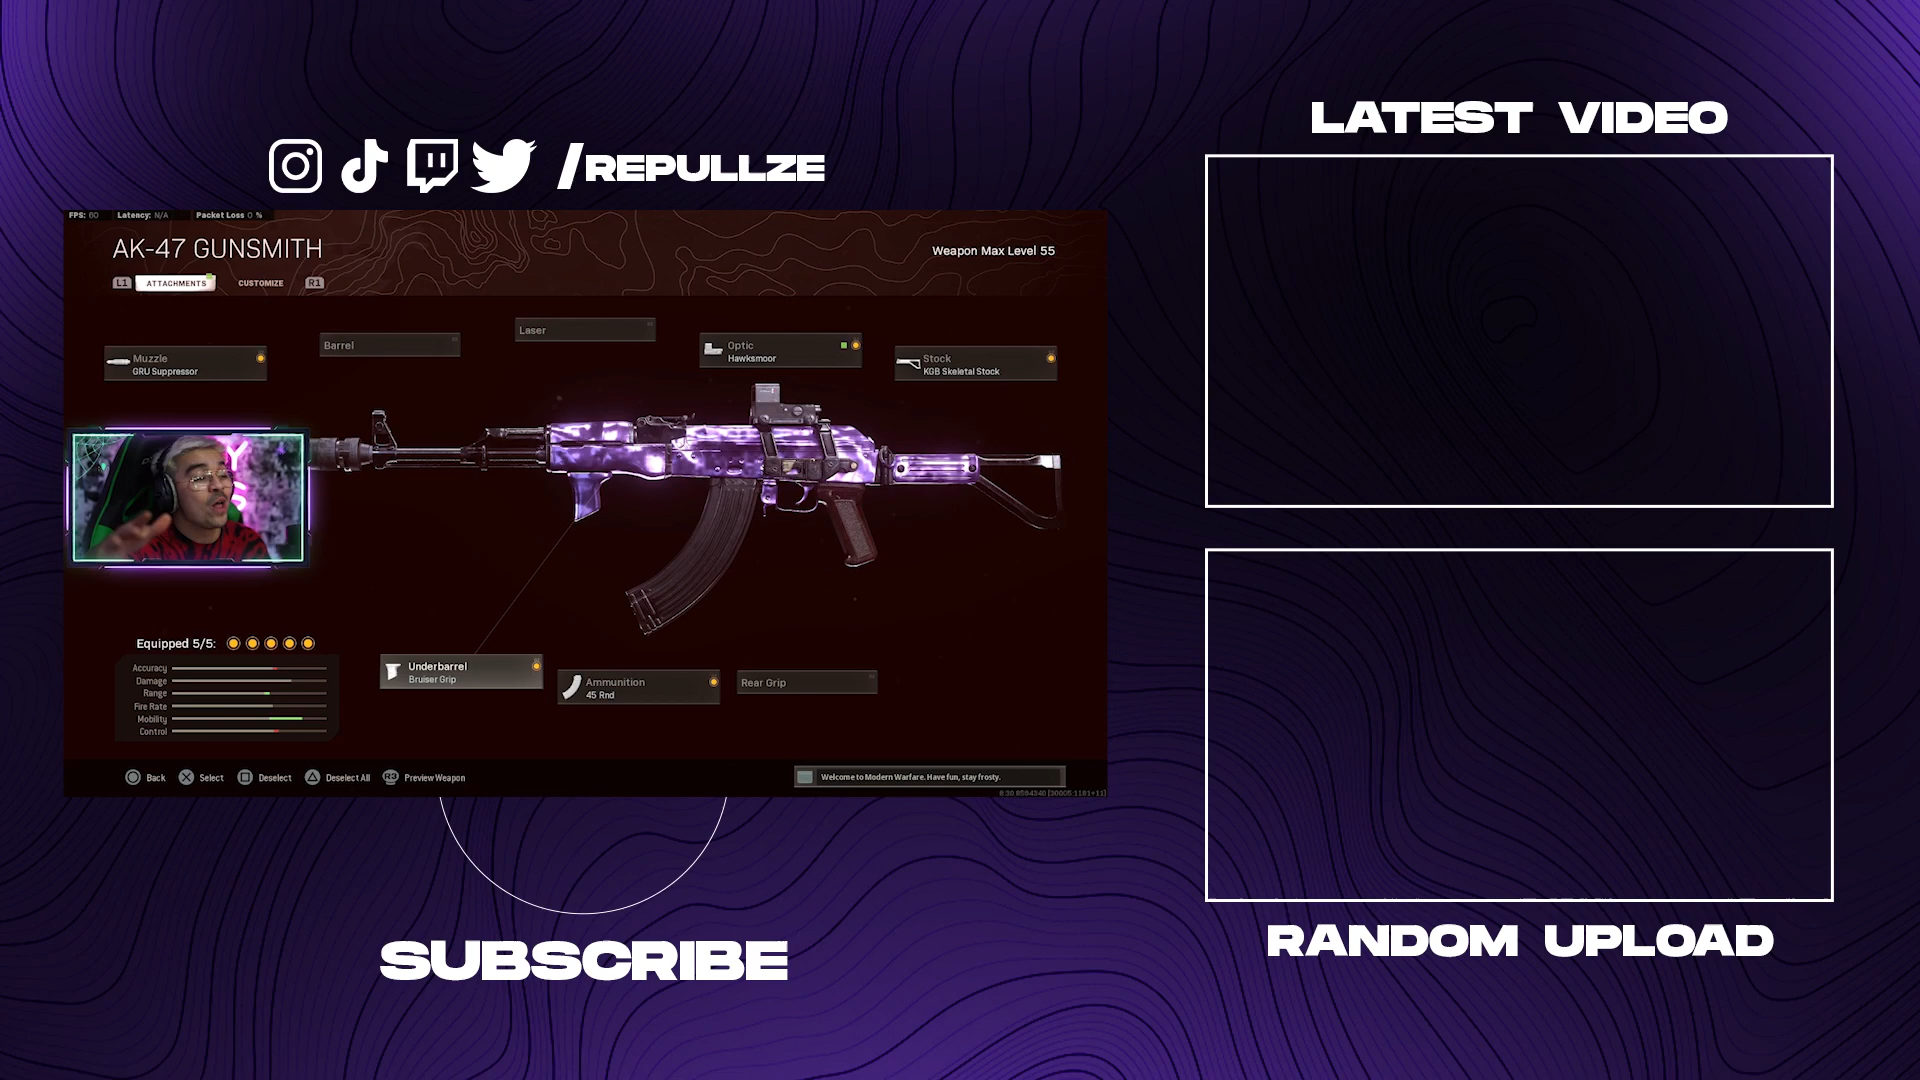 LATEST VIDEO
/REPULLZE
FPS: 60 Latency: N/A Packet Loss 0 %
AK-47 GUNSMITH
Weapon Max Level 55
L1 ATTACHMENTS CUSTOMIZE R1
Laser
Barrel
Optic
Hawksmoor
Muzzle
GRU Suppressor
Stock
KGB Skeletal Stock
Equipped 5/5:
Accuracy
Damage
Range
Fire Rate
Mobility
Control
Underbarrel
Bruiser Grip
Ammunition
45 Rnd
Rear Grip
Back Select Deselect Deselect All R3 Preview Weapon
Welcome to Modern Warfare. Have fun, stay frosty.
SUBSCRIBE
RANDOM UPLOAD